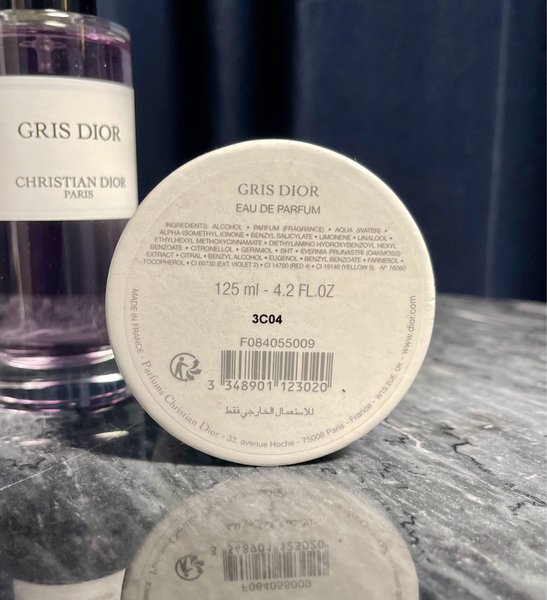 GRIS DIOR
CHRISTIAN DIOR
PARIS
GRIS DIOR
EAU DE PARFUM
INGREDIENTS: ALCOHOL • PARFUM (FRAGRANCE) • AQUA (WATER) •
ALPHA-ISOMETHYL IONONE • BENZYL SALICYLATE • LIMONENE • LINALOOL •
ETHYLHEXYL METHOXYCINNAMATE • DIETHYLAMINO HYDROXYBENZOYL HEXYL
BENZOATE • CITRONELLOL • GERANIOL • BHT • EVERNIA PRUNASTRI (OAKMOSS)
EXTRACT • CITRAL • BENZYL ALCOHOL • EUGENOL • BENZYL BENZOATE • FARNESOL •
TOCOPHEROL • CI 60730 (EXT. VIOLET 2) • CI 14700 (RED 4) • CI 19140 (YELLOW 5) N° 16060
125 ml - 4.2 FL.OZ
3C04
F084055009
3 348901 123020
للاستعمال الخارجي فقط
MADE IN FRANCE • Parfums Christian Dior - 33, avenue Hoche - 75008 Paris - France - W1S 2UE, UK - www.dior.com